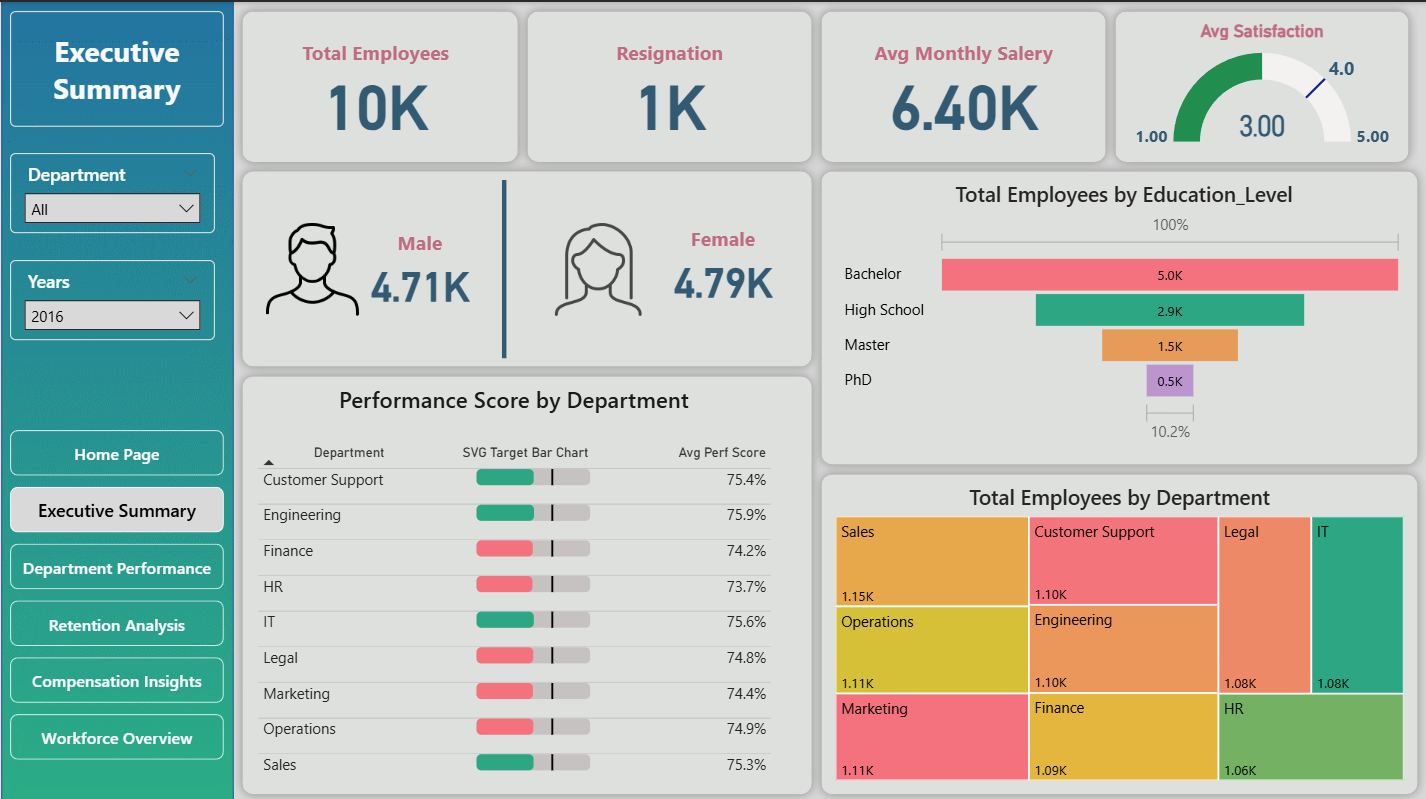 Executive
Summary
Department
All
Years
2016
Home Page
Executive Summary
Department Performance
Retention Analysis
Compensation Insights
Workforce Overview
Total Employees
10K
Resignation
1K
Avg Monthly Salery
6.40K
Avg Satisfaction
4.0
3.00
1.00
5.00
Male
4.71K
Female
4.79K
Total Employees by Education_Level
100%
Bachelor 5.0K
High School 2.9K
Master 1.5K
PhD 0.5K
10.2%
Performance Score by Department
Department SVG Target Bar Chart Avg Perf Score
Customer Support 75.4%
Engineering 75.9%
Finance 74.2%
HR 73.7%
IT 75.6%
Legal 74.8%
Marketing 74.4%
Operations 74.9%
Sales 75.3%
Total Employees by Department
Sales
1.15K
Operations
1.11K
Marketing
1.11K
Customer Support
1.10K
Engineering
1.10K
Finance
1.09K
Legal
1.08K
IT
1.08K
HR
1.06K